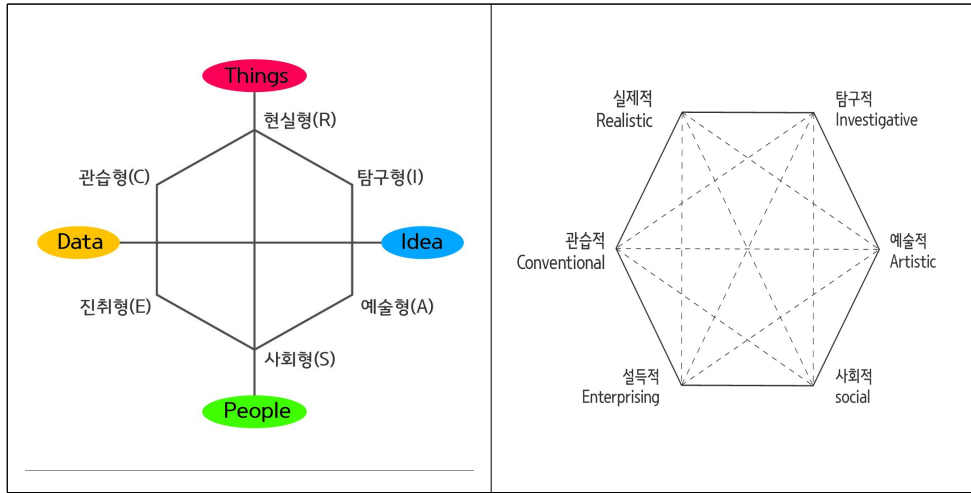 Things
현실형(R)
관습형(C)
탐구형(I)
Data
Idea
진취형(E)
예술형(A)
사회형(S)
People
실제적
Realistic
탐구적
Investigative
관습적
Conventional
예술적
Artistic
설득적
Enterprising
사회적
social